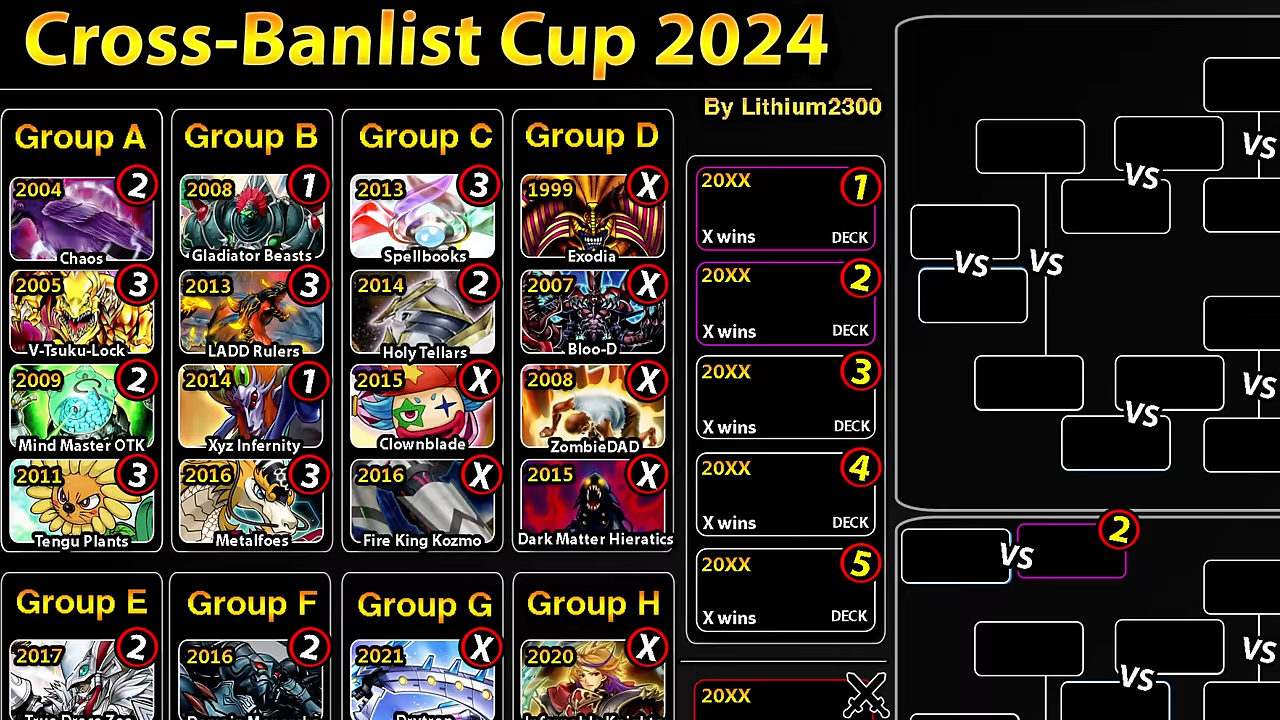 Cross-Banlist Cup 2024
By Lithium2300
Group A
2004
2
Chaos
2005
3
V-Tsuku-Lock
2009
2
Mind Master OTK
2011
3
Tengu Plants
Group B
2008
1
Gladiator Beasts
2013
3
LADD Rulers
2014
1
Xyz Infernity
2016
3
Metalfoes
Group C
2013
3
Spellbooks
2014
2
Holy Tellars
2015
X
Clownblade
2016
X
Fire King Kozmo
Group D
1999
X
Exodia
2007
X
Bloo-D
2008
X
ZombieDAD
2015
X
Dark Matter Hieratics
Group E
2017
2
Group F
2016
2
Group G
2021
X
Group H
2020
X
20XX
1
X wins DECK
20XX
2
X wins DECK
20XX
3
X wins DECK
20XX
4
X wins DECK
20XX
5
X wins DECK
20XX
VS
VS
VS
VS
VS
VS
2
VS
VS
VS